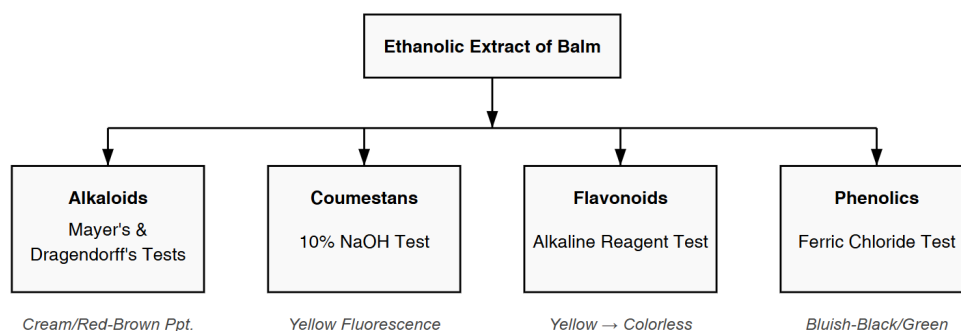 Ethanolic Extract of Balm
Alkaloids
Mayer's &
Dragendorff's Tests
Coumestans
10% NaOH Test
Flavonoids
Alkaline Reagent Test
Phenolics
Ferric Chloride Test
Cream/Red-Brown Ppt.
Yellow Fluorescence
Yellow → Colorless
Bluish-Black/Green